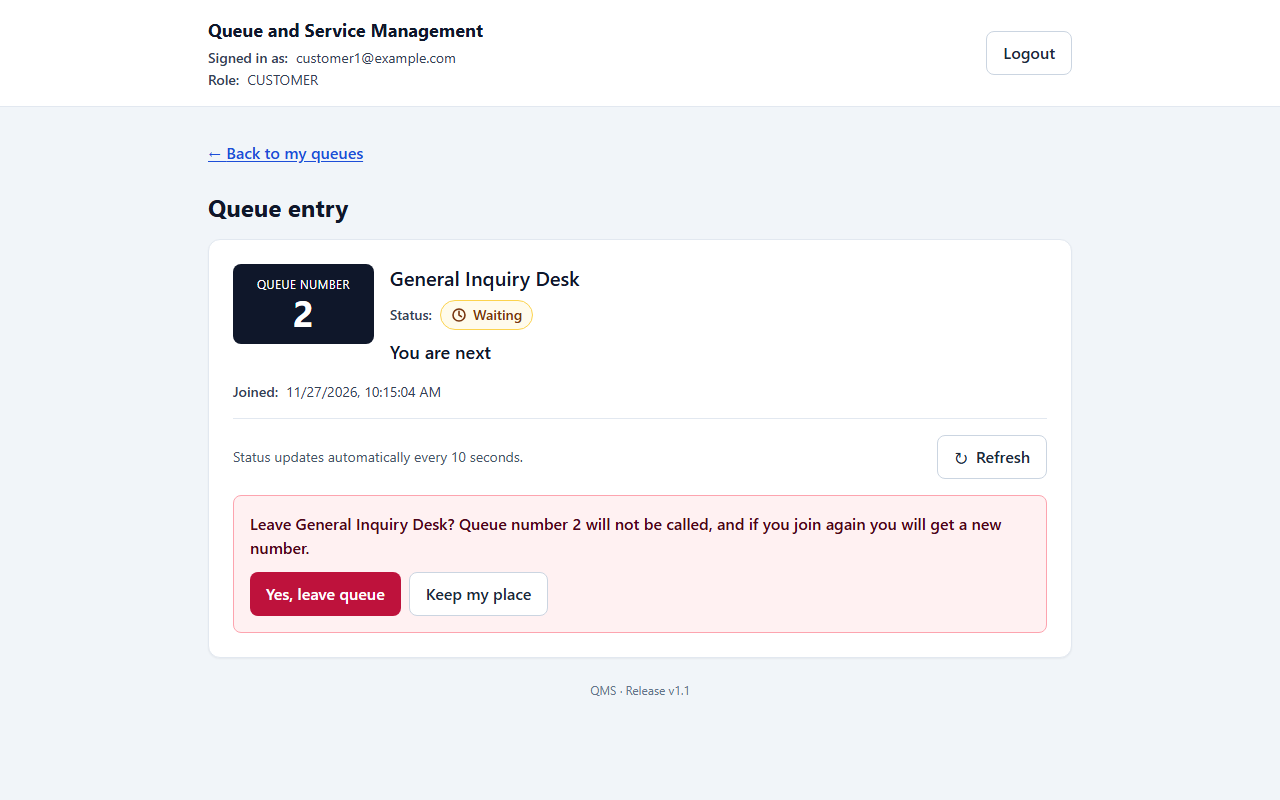 Queue and Service Management
Signed in as: customer1@example.com
Role: CUSTOMER
Logout
← Back to my queues
Queue entry
QUEUE NUMBER
2
General Inquiry Desk
Status: Waiting
You are next
Joined: 11/27/2026, 10:15:04 AM
Status updates automatically every 10 seconds.
↻ Refresh
Leave General Inquiry Desk? Queue number 2 will not be called, and if you join again you will get a new
number.
Yes, leave queue
Keep my place
QMS · Release v1.1